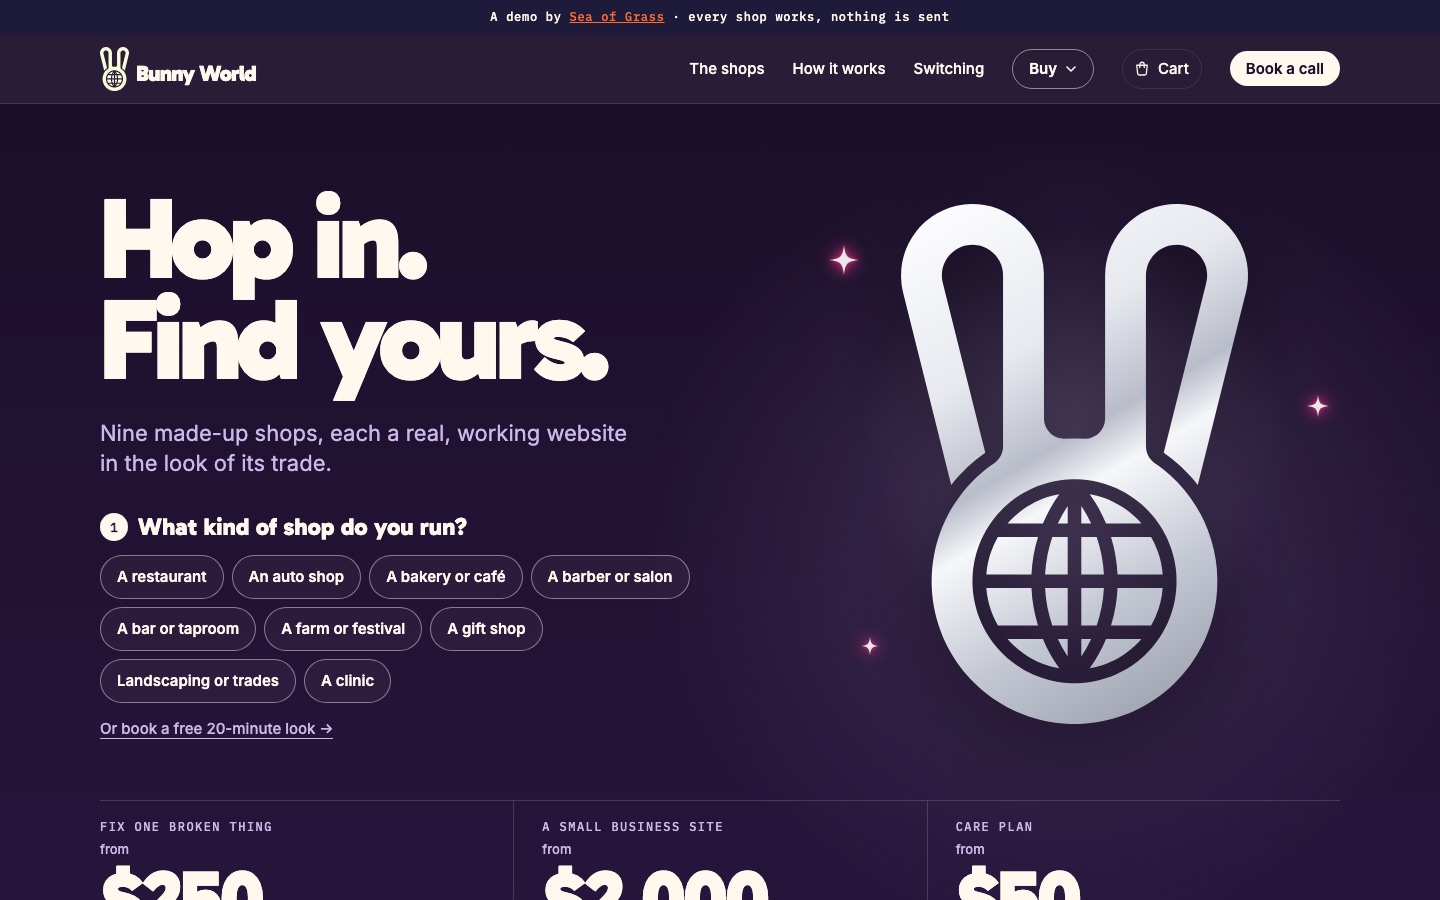 A demo by Sea of Grass · every shop works, nothing is sent
Bunny World
The shops
How it works
Switching
Buy
Cart
Book a call
Hop in.
Find yours.
Nine made-up shops, each a real, working website
in the look of its trade.
1 What kind of shop do you run?
A restaurant
An auto shop
A bakery or café
A barber or salon
A bar or taproom
A farm or festival
A gift shop
Landscaping or trades
A clinic
Or book a free 20-minute look →
FIX ONE BROKEN THING
from
$250
A SMALL BUSINESS SITE
from
$2,000
CARE PLAN
from
$50